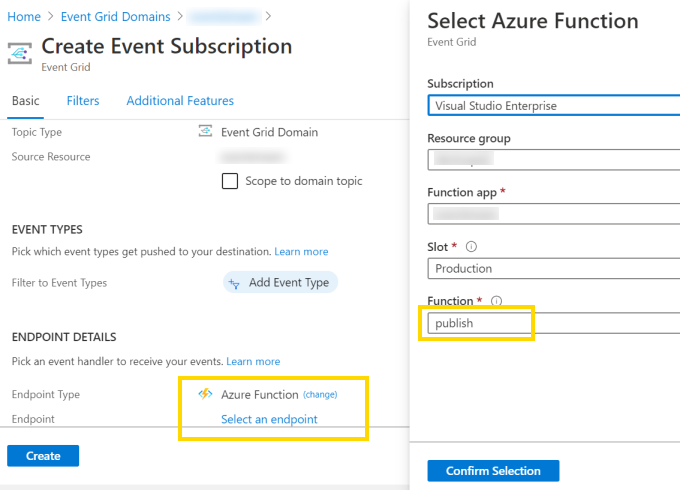 Home > Event Grid Domains > >
Create Event Subscription
Event Grid
Basic Filters Additional Features
Topic Type Event Grid Domain
Source Resource
Scope to domain topic
EVENT TYPES
Pick which event types get pushed to your destination. Learn more
Filter to Event Types Add Event Type
ENDPOINT DETAILS
Pick an event handler to receive your events. Learn more
Endpoint Type Azure Function (change)
Endpoint Select an endpoint
Create
Select Azure Function
Event Grid
Subscription
Visual Studio Enterprise
Resource group
Function app *
Slot *
Production
Function *
publish
Confirm Selection